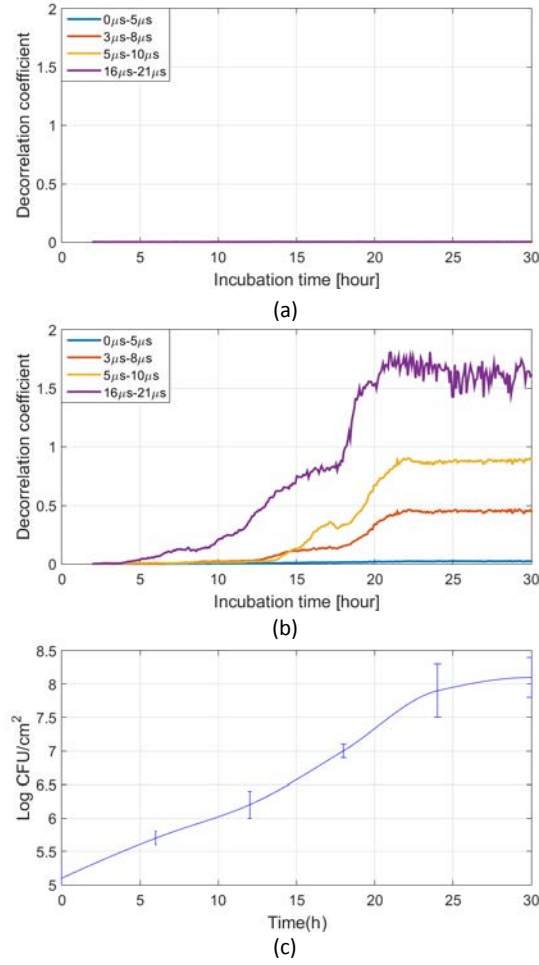 2
1.5
1
0.5
0
Decorrelation coefficient
0μs-5μs
3μs-8μs
5μs-10μs
16μs-21μs
0 5 10 15 20 25 30
Incubation time [hour]
(a)
2
1.5
1
0.5
0
Decorrelation coefficient
0μs-5μs
3μs-8μs
5μs-10μs
16μs-21μs
0 5 10 15 20 25 30
Incubation time [hour]
(b)
8.5
8
7.5
7
6.5
6
5.5
5
Log CFU/cm²
0 5 10 15 20 25 30
Time(h)
(c)